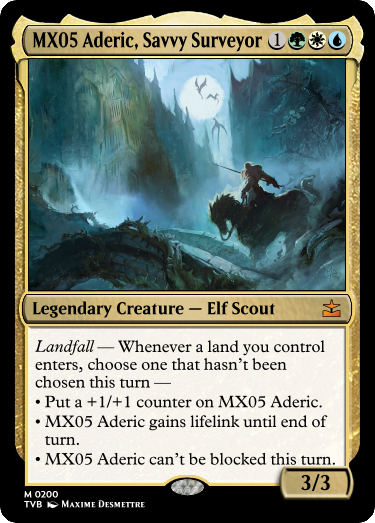 MX05 Aderic, Savvy Surveyor 1
Legendary Creature — Elf Scout
Landfall — Whenever a land you control
enters, choose one that hasn't been
chosen this turn —
• Put a +1/+1 counter on MX05 Aderic.
• MX05 Aderic gains lifelink until end of
turn.
• MX05 Aderic can't be blocked this turn.
3/3
M 0200
TVB Maxime Desmettre